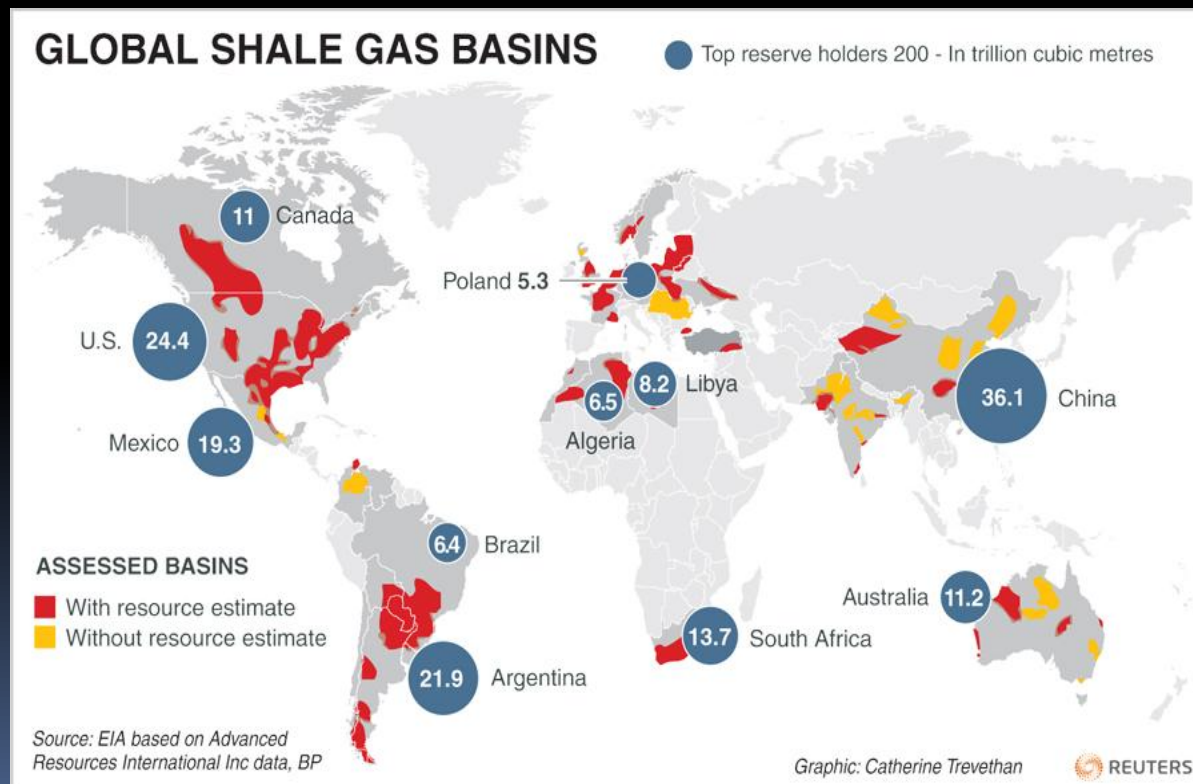 GLOBAL SHALE GAS BASINS
Top reserve holders 200 - In trillion cubic metres
11 Canada
Poland 5.3
U.S. 24.4
8.2 Libya
6.5
Algeria
36.1 China
Mexico 19.3
6.4 Brazil
ASSESSED BASINS
With resource estimate
Without resource estimate
Australia 11.2
13.7 South Africa
21.9 Argentina
Source: EIA based on Advanced
Resources International Inc data, BP
Graphic: Catherine Trevethan
REUTERS